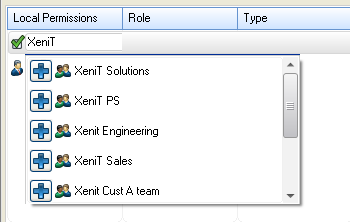 Local Permissions Role Type
XeniT
XeniT Solutions
XeniT PS
Xenit Engineering
XeniT Sales
Xenit Cust A team